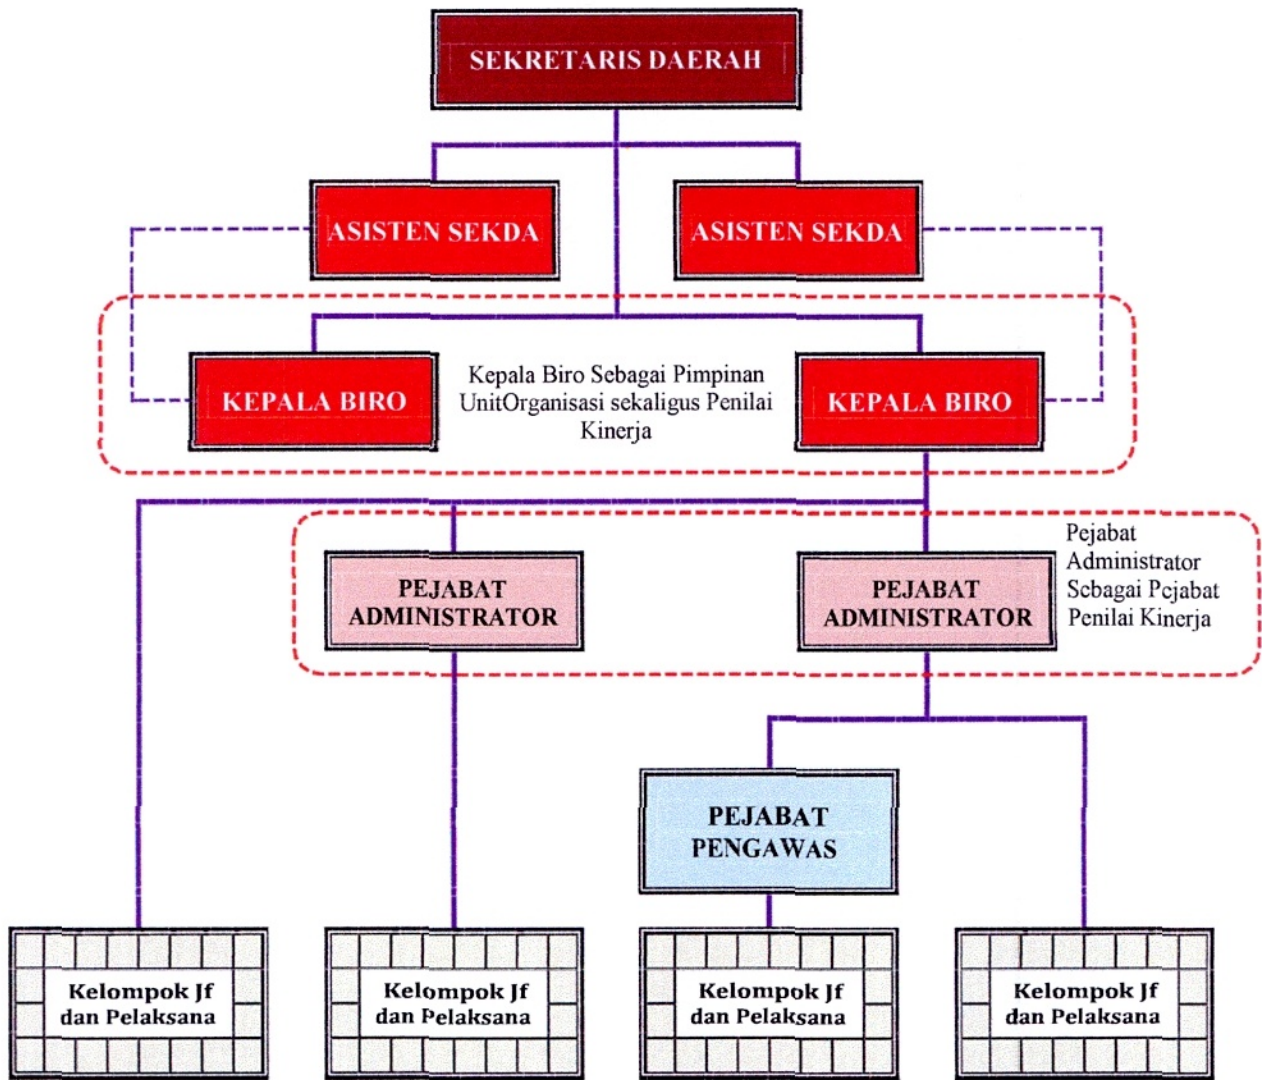 SEKRETARIS DAERAH
ASISTEN SEKDA
ASISTEN SEKDA
KEPALA BIRO
Kepala Biro Sebagai Pimpinan
UnitOrganisasi sekaligus Penilai
Kinerja
KEPALA BIRO
PEJABAT
ADMINISTRATOR
PEJABAT
ADMINISTRATOR
Pejabat
Administrator
Sebagai Pejabat
Penilai Kinerja
PEJABAT
PENGAWAS
Kelompok Jf
dan Pelaksana
Kelompok Jf
dan Pelaksana
Kelompok Jf
dan Pelaksana
Kelompok Jf
dan Pelaksana